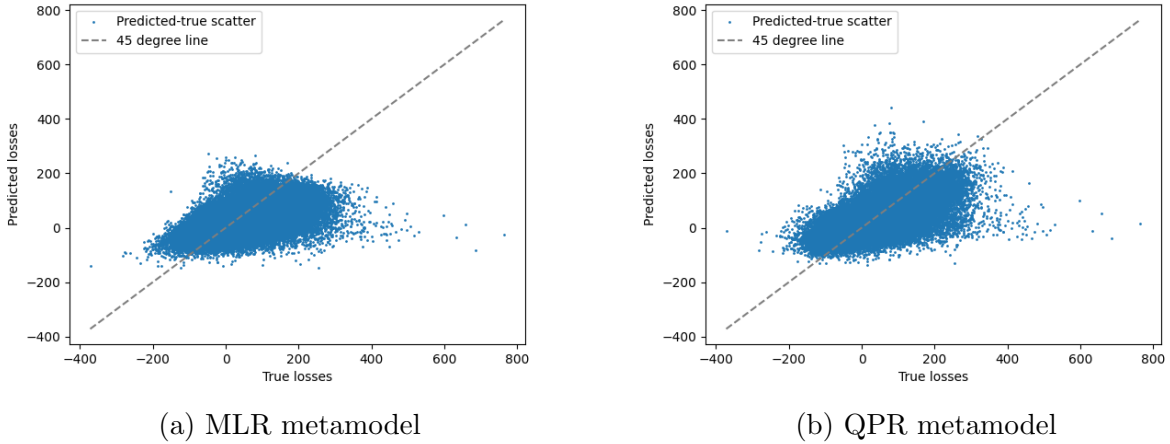 Predicted-true scatter
45 degree line
800
600
400
200
0
−200
−400
Predicted losses
−400
−200
0
200
400
600
800
True losses
(a) MLR metamodel
Predicted-true scatter
45 degree line
800
600
400
200
0
−200
−400
Predicted losses
−400
−200
0
200
400
600
800
True losses
(b) QPR metamodel